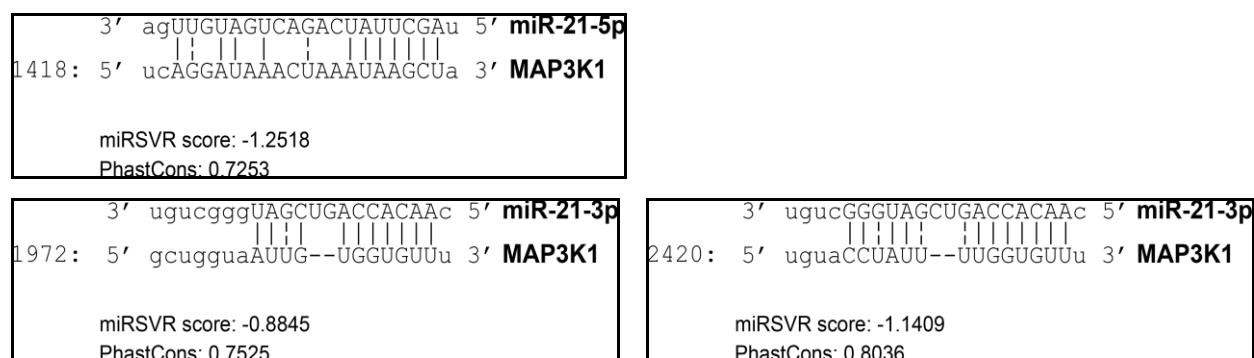 3′ agUUGUAGUCAGACUAUUCGAu 5′ miR-21-5p
|¦ || | ¦ |||||||
1418: 5′ ucAGGAUAAACUAAAUAAGCUa 3′ MAP3K1
miRSVR score: -1.2518
PhastCons: 0.7253
3′ ugucgggUAGCUGACCACAAc 5′ miR-21-3p
||¦| |||||||
1972: 5′ gcugguaAUUG--UGGUGUUu 3′ MAP3K1
miRSVR score: -0.8845
PhastCons: 0.7525
3′ ugucGGGUAGCUGACCACAAc 5′ miR-21-3p
||¦||¦ ¦|||||||
2420: 5′ uguaCCUAUU--UUGGUGUUu 3′ MAP3K1
miRSVR score: -1.1409
PhastCons: 0.8036